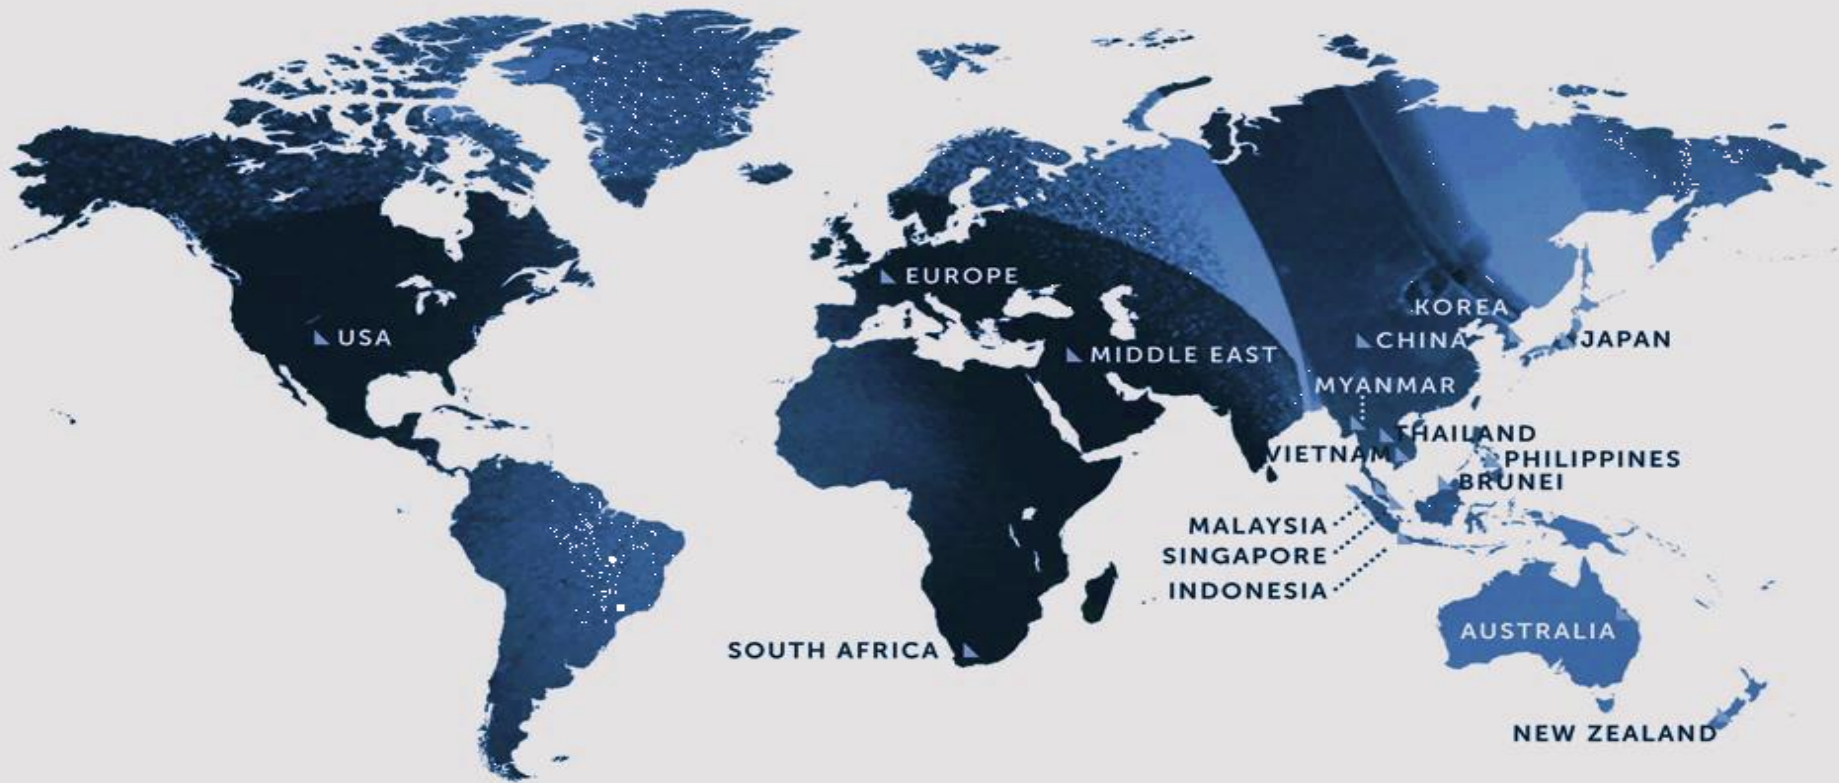 EUROPE
KOREA
USA
CHINA
JAPAN
MIDDLE EAST
MYANMAR
THAILAND
VIETNAM
PHILIPPINES
BRUNEI
MALAYSIA
SINGAPORE
INDONESIA
AUSTRALIA
SOUTH AFRICA
NEW ZEALAND